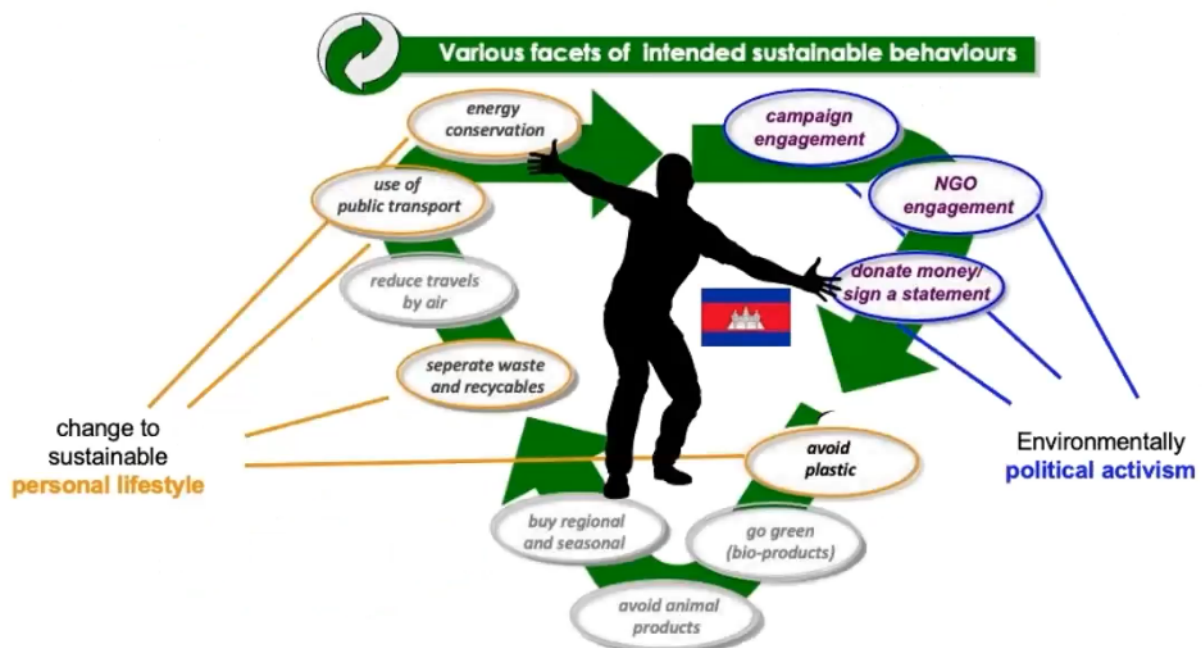 Various facets of intended sustainable behaviours
energy
conservation
campaign
engagement
use of
public transport
NGO
engagement
reduce travels
by air
donate money/
sign a statement
seperate waste
and recycables
change to
sustainable
personal lifestyle
Environmentally
political activism
avoid
plastic
buy regional
and seasonal
go green
(bio-products)
avoid animal
products